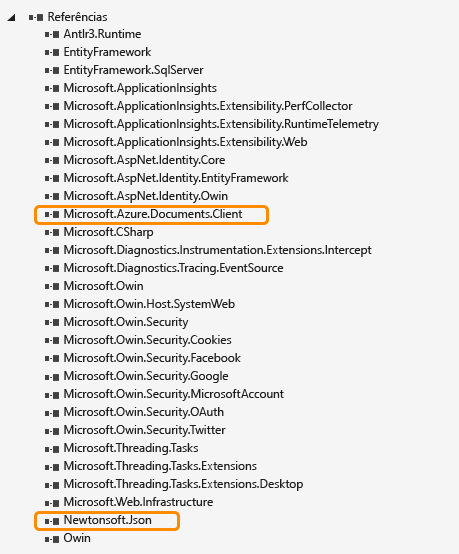 Referências
Antlr3.Runtime
EntityFramework
EntityFramework.SqlServer
Microsoft.ApplicationInsights
Microsoft.ApplicationInsights.Extensibility.PerfCollector
Microsoft.ApplicationInsights.Extensibility.RuntimeTelemetry
Microsoft.ApplicationInsights.Extensibility.Web
Microsoft.AspNet.Identity.Core
Microsoft.AspNet.Identity.EntityFramework
Microsoft.AspNet.Identity.Owin
Microsoft.Azure.Documents.Client
Microsoft.CSharp
Microsoft.Diagnostics.Instrumentation.Extensions.Intercept
Microsoft.Diagnostics.Tracing.EventSource
Microsoft.Owin
Microsoft.Owin.Host.SystemWeb
Microsoft.Owin.Security
Microsoft.Owin.Security.Cookies
Microsoft.Owin.Security.Facebook
Microsoft.Owin.Security.Google
Microsoft.Owin.Security.MicrosoftAccount
Microsoft.Owin.Security.OAuth
Microsoft.Owin.Security.Twitter
Microsoft.Threading.Tasks
Microsoft.Threading.Tasks.Extensions
Microsoft.Threading.Tasks.Extensions.Desktop
Microsoft.Web.Infrastructure
Newtonsoft.Json
Owin